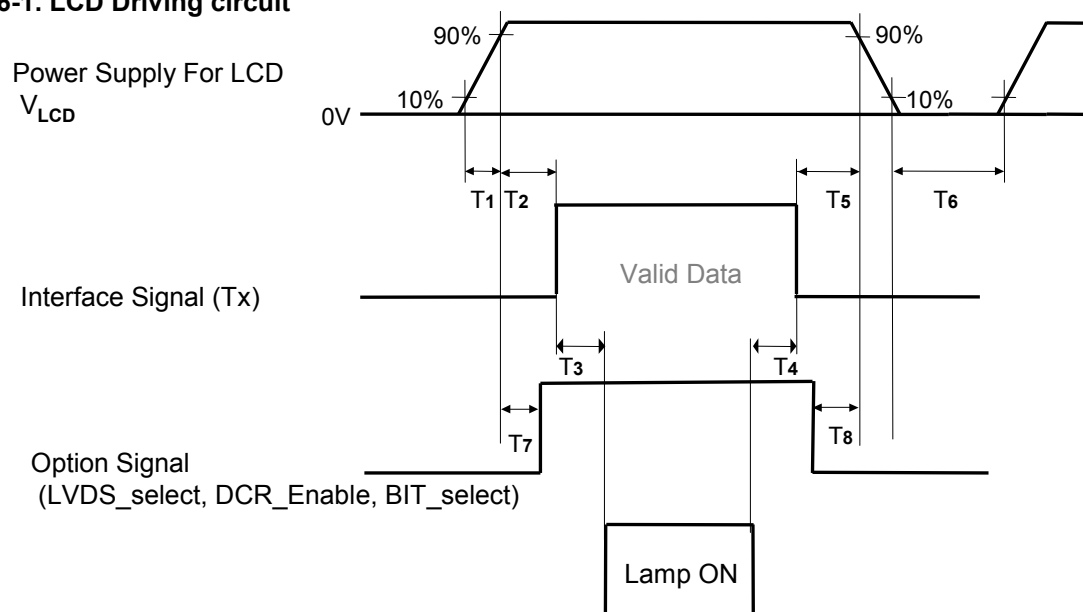 6-1. LCD Driving circuit
90%
90%
Power Supply For LCD
VLCD
10%
10%
0V
T1 T2
T5
T6
Valid Data
Interface Signal (Tx)
T3
T4
T7
T8
Option Signal
(LVDS_select, DCR_Enable, BIT_select)
Lamp ON